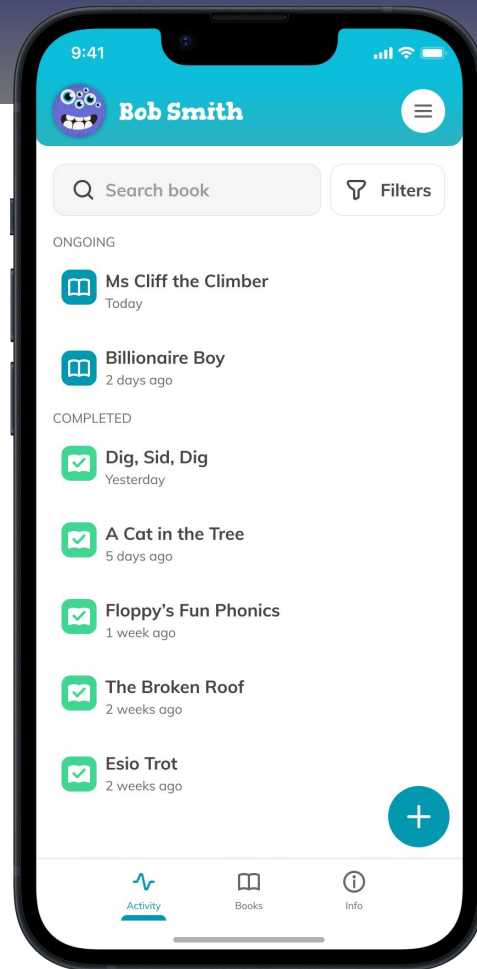 9:41
Bob Smith
Search book
Filters
ONGOING
Ms Cliff the Climber
Today
Billionaire Boy
2 days ago
COMPLETED
Dig, Sid, Dig
Yesterday
A Cat in the Tree
5 days ago
Floppy’s Fun Phonics
1 week ago
The Broken Roof
2 weeks ago
Esio Trot
2 weeks ago
Activity
Books
Info